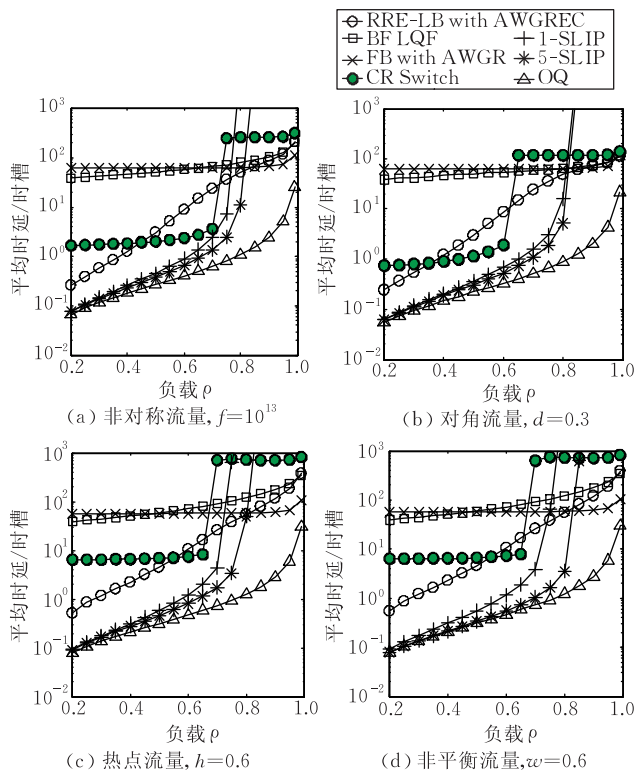 RRE-LB with AWGREC
BF LQF 1-SLIP
FB with AWGR 5-SLIP
CR Switch OQ
10³ 10³
10² 10²
10¹ 10¹
10⁰ 10⁰
10⁻¹ 10⁻¹
10⁻² 10⁻²
平均时延/时槽 平均时延/时槽
0.2 0.4 0.6 0.8 1.0 0.2 0.4 0.6 0.8 1.0
负载ρ 负载ρ
(a) 非对称流量, f=10¹³ (b) 对角流量, d=0.3
10³ 10³
10² 10²
10¹ 10¹
10⁰ 10⁰
10⁻¹ 10⁻¹
10⁻² 10⁻²
平均时延/时槽 平均时延/时槽
0.2 0.4 0.6 0.8 1.0 0.2 0.4 0.6 0.8 1.0
负载ρ 负载ρ
(c) 热点流量, h=0.6 (d) 非平衡流量,w=0.6